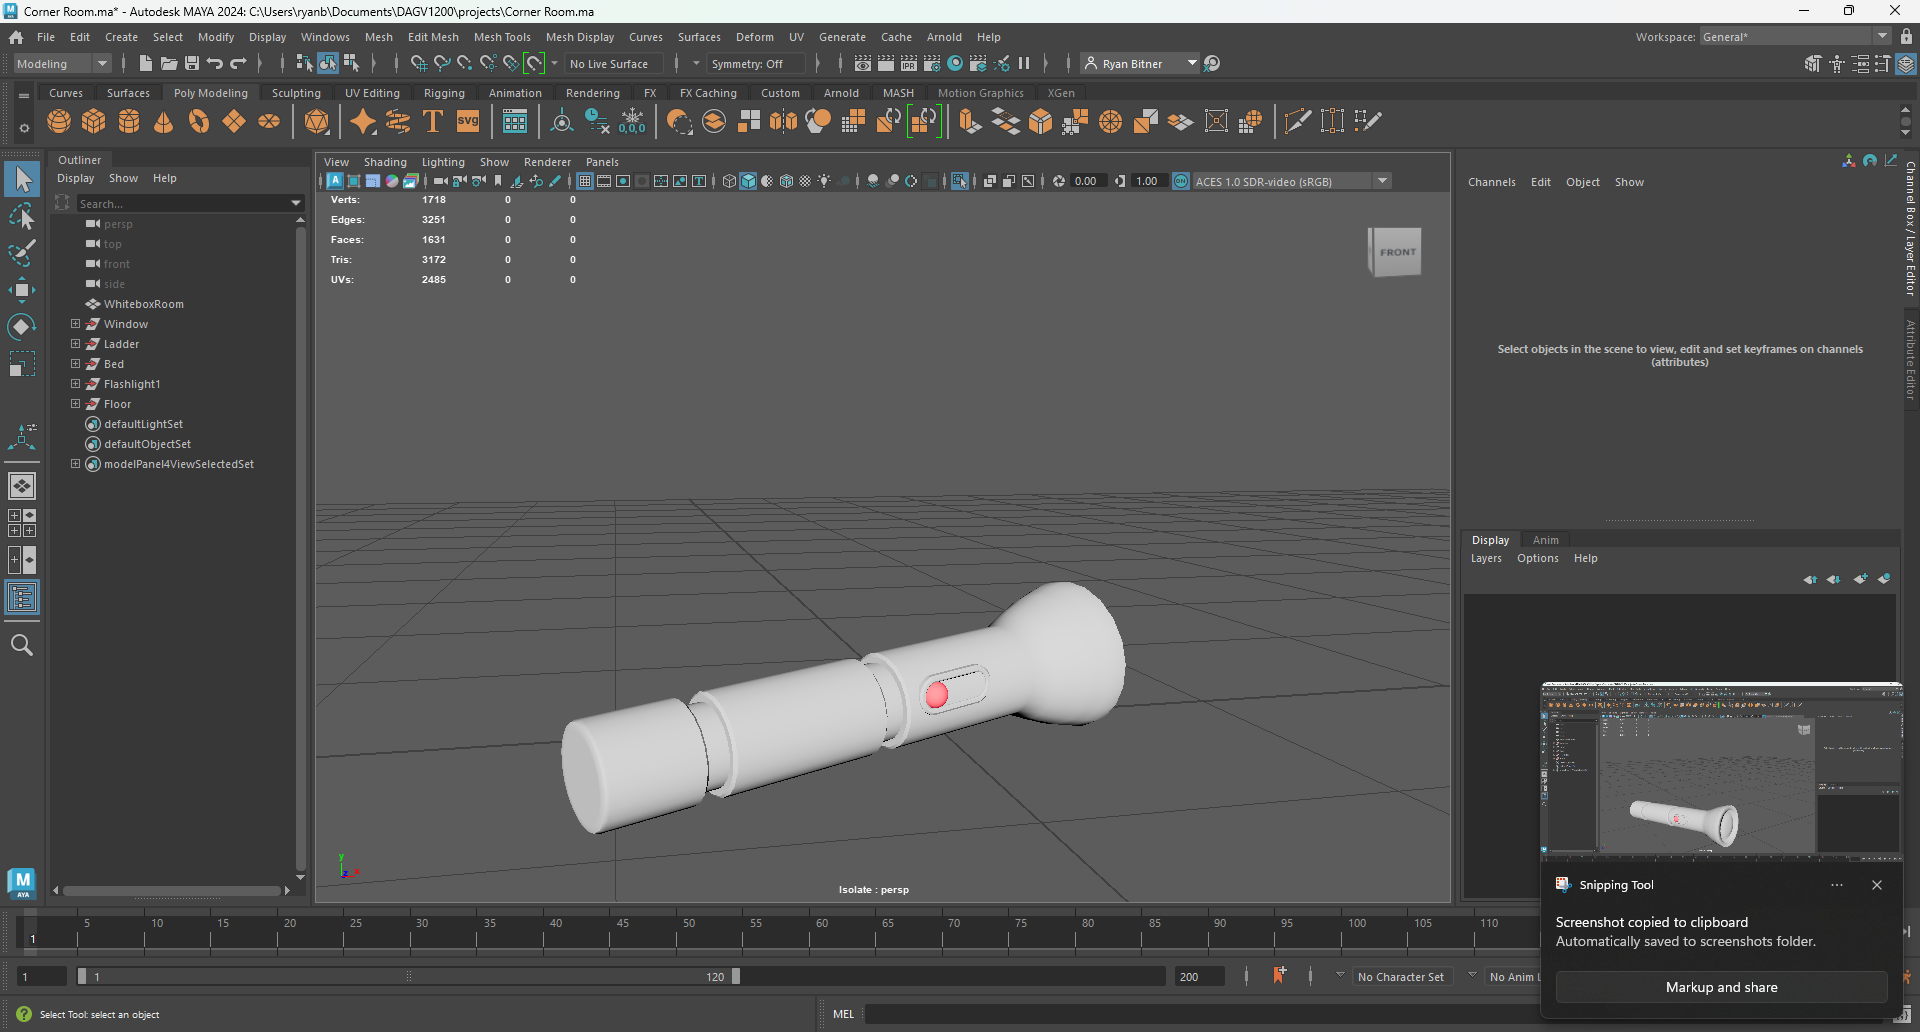 Corner Room.ma* - Autodesk MAYA 2024: C:\Users\ryanb\Documents\DAGV1200\projects\Corner Room.ma
File Edit Create Select Modify Display Windows Mesh Edit Mesh Mesh Tools Mesh Display Curves Surfaces Deform UV Generate Cache Arnold Help Workspace: General*
Modeling No Live Surface Symmetry: Off IPR Ryan Bitner
Curves Surfaces Poly Modeling Sculpting UV Editing Rigging Animation Rendering FX FX Caching Custom Arnold MASH Motion Graphics XGen
T svg 0,0,0
Outliner
Display Show Help
Search...
persp
top
front
side
WhiteboxRoom
Window
Ladder
Bed
Flashlight1
Floor
defaultLightSet
defaultObjectSet
modelPanel4ViewSelectedSet
View Shading Lighting Show Renderer Panels
0.00 1.00 ON ACES 1.0 SDR-video (sRGB)
Verts: 1718 0 0
Edges: 3251 0 0
Faces: 1631 0 0
Tris: 3172 0 0
UVs: 2485 0 0
FRONT
y
z x
Isolate : persp
Channels Edit Object Show
Select objects in the scene to view, edit and set keyframes on channels
(attributes)
Channel Box / Layer Editor
Attribute Editor
Display Anim
Layers Options Help
M
AYA
5 10 15 20 25 30 35 40 45 50 55 60 65 70 75 80 85 90 95 100 105 110
1
1 1 120 200 No Character Set No Anim L
Select Tool: select an object
MEL
Snipping Tool
Screenshot copied to clipboard
Automatically saved to screenshots folder.
Markup and share